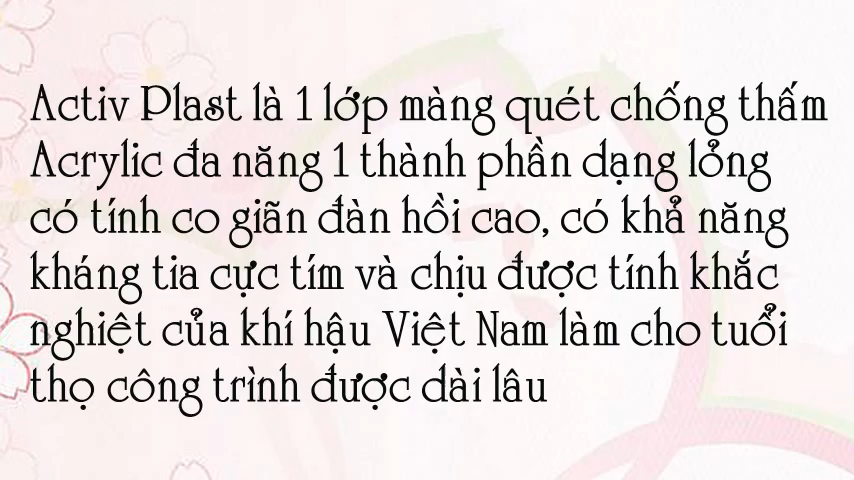 Activ Plast là 1 lớp màng quét chống thấm
Acrylic đa năng 1 thành phần dạng lỏng
có tính co giãn đàn hồi cao, có khả năng
kháng tia cực tím và chịu được tính khắc
nghiệt của khí hậu Việt Nam làm cho tuổi
thọ công trình được dài lâu